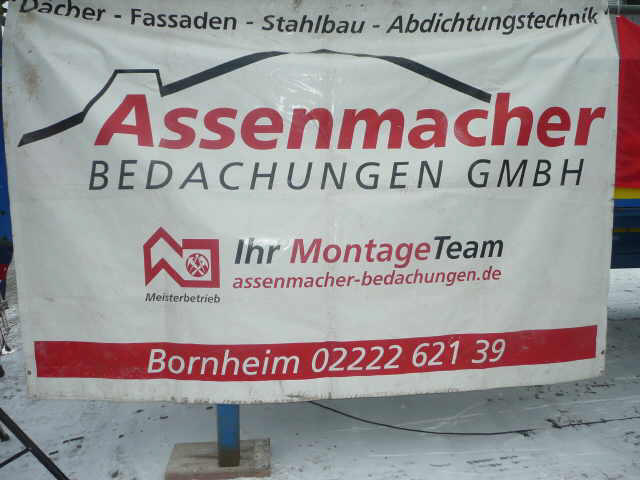 Dächer - Fassaden - Stahlbau - Abdichtungstechnik
Assenmacher
BEDACHUNGEN GMBH
Ihr MontageTeam
assenmacher-bedachungen.de
Meisterbetrieb
Bornheim 02222 621 39